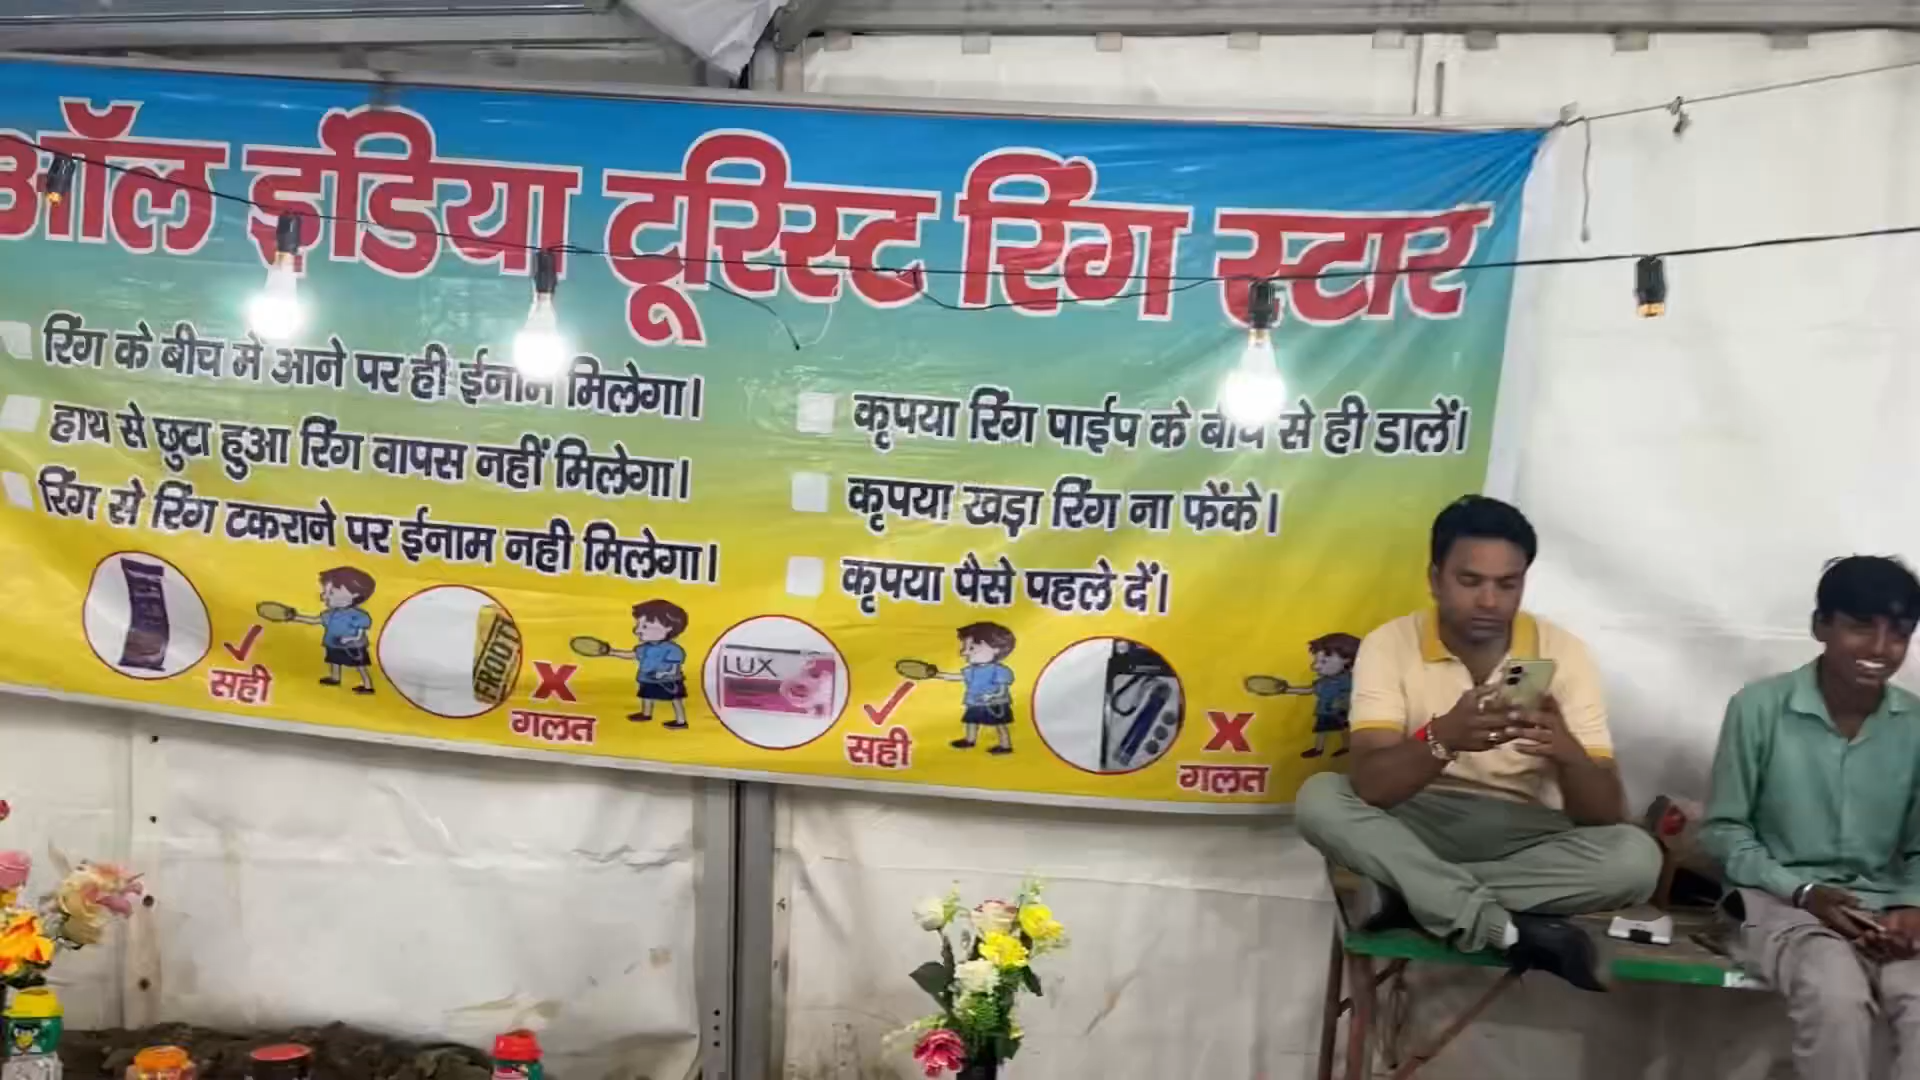 ऑल इंडिया टूरिस्ट रिंग स्टार
रिंग के बीच मे आने पर ही ईनाम मिलेगा।
हाथ से छुटा हुआ रिंग वापस नहीं मिलेगा।
रिंग से रिंग टकराने पर ईनाम नही मिलेगा।
कृपया रिंग पाईप के बीच से ही डालें।
कृपया खड़ा रिंग ना फेंके।
कृपया पैसे पहले दें।
सही
FROOTI
गलत
LUX
सही
गलत